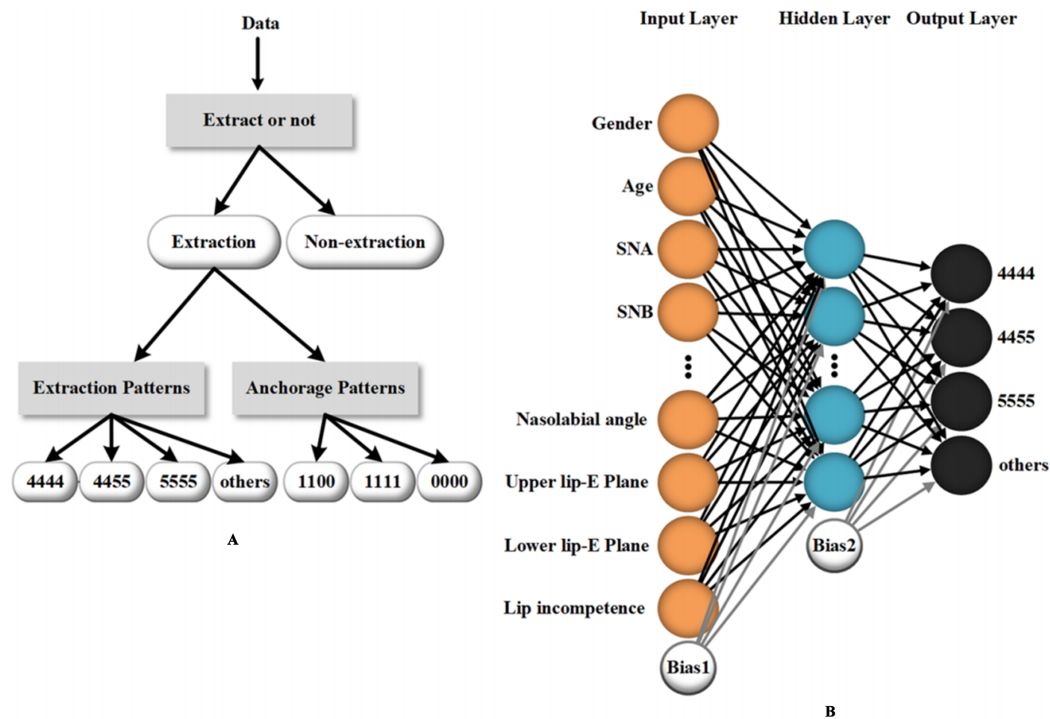 Data
Extract or not
Extraction
Non-extraction
Extraction Patterns
Anchorage Patterns
4444
4455
5555
others
1100
1111
0000
A
Input Layer
Hidden Layer
Output Layer
Gender
Age
SNA
SNB
Nasolabial angle
Upper lip-E Plane
Lower lip-E Plane
Lip incompetence
Bias1
Bias2
4444
4455
5555
others
B